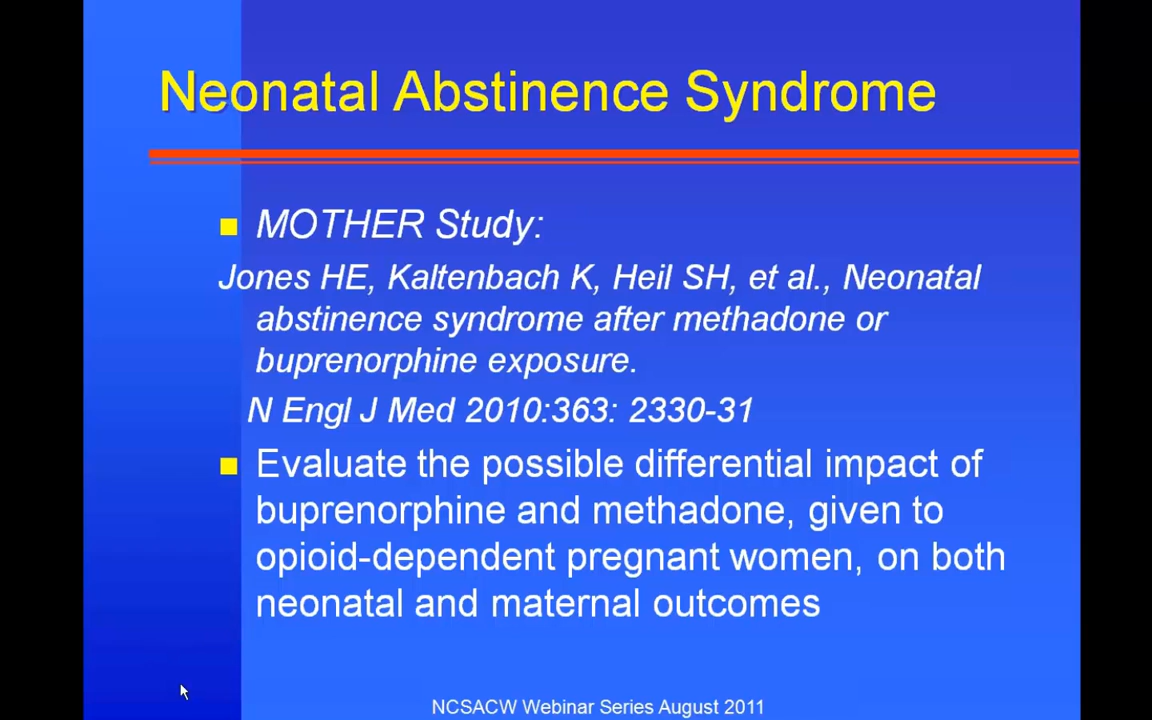 Neonatal Abstinence Syndrome
MOTHER Study:
Jones HE, Kaltenbach K, Heil SH, et al., Neonatal
abstinence syndrome after methadone or
buprenorphine exposure.
N Engl J Med 2010:363: 2330-31
Evaluate the possible differential impact of
buprenorphine and methadone, given to
opioid-dependent pregnant women, on both
neonatal and maternal outcomes
NCSACW Webinar Series August 2011